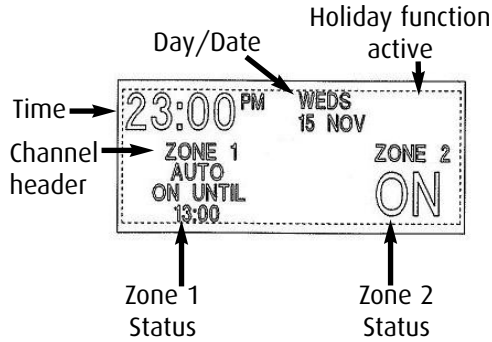 Holiday function
active
Day/Date
Time
23:00 PM
WEDS
15 NOV
Channel
header
ZONE 1
AUTO
ON UNTIL
13:00
ZONE 2
ON
Zone 1
Status
Zone 2
Status